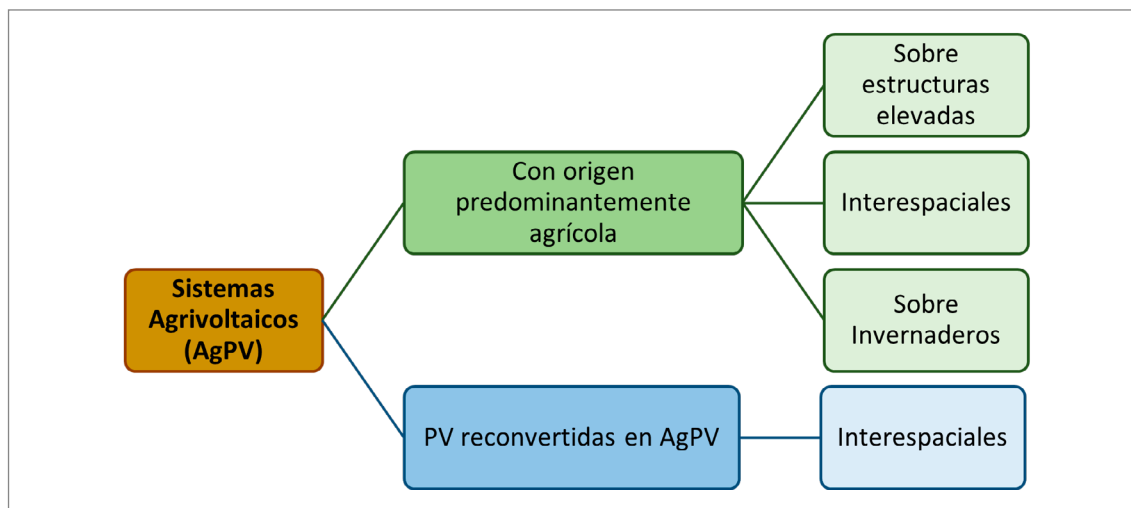 Sistemas
Agrivoltaicos
(AgPV)
Con origen
predominantemente
agrícola
Sobre
estructuras
elevadas
Interespaciales
Sobre
Invernaderos
PV reconvertidas en AgPV
Interespaciales